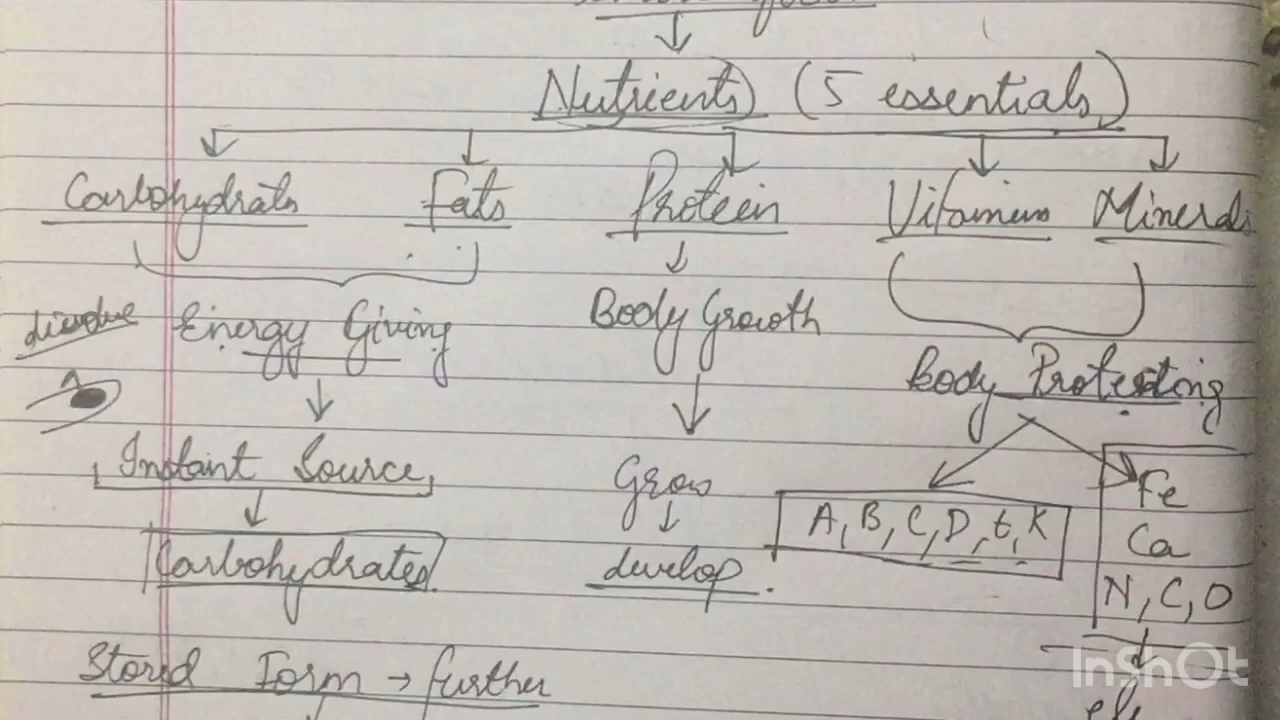 Nutrients (5 essentials)
Carbohydrats Fats Protein Vitamins Minerals
Energy Giving Body Growth
Body Protecting
Instant Source Grow Fe
A, B, C, D, E, K Ca
Carbohydrates develop.
N, C, O
Stored Form → further
InShOt